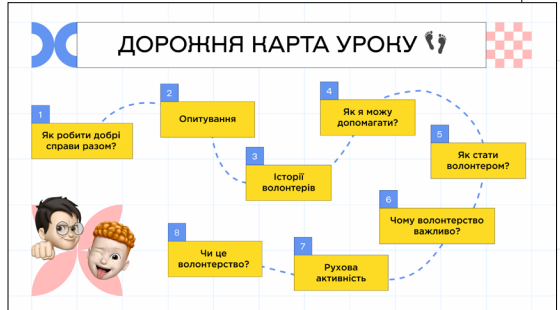 ДОРОЖНЯ КАРТА УРОКУ
1
Як робити добрі
справи разом?
2
Опитування
3
Історії
волонтерів
4
Як я можу
допомагати?
5
Як стати
волонтером?
6
Чому волонтерство
важливо?
7
Рухова
активність
8
Чи це
волонтерство?